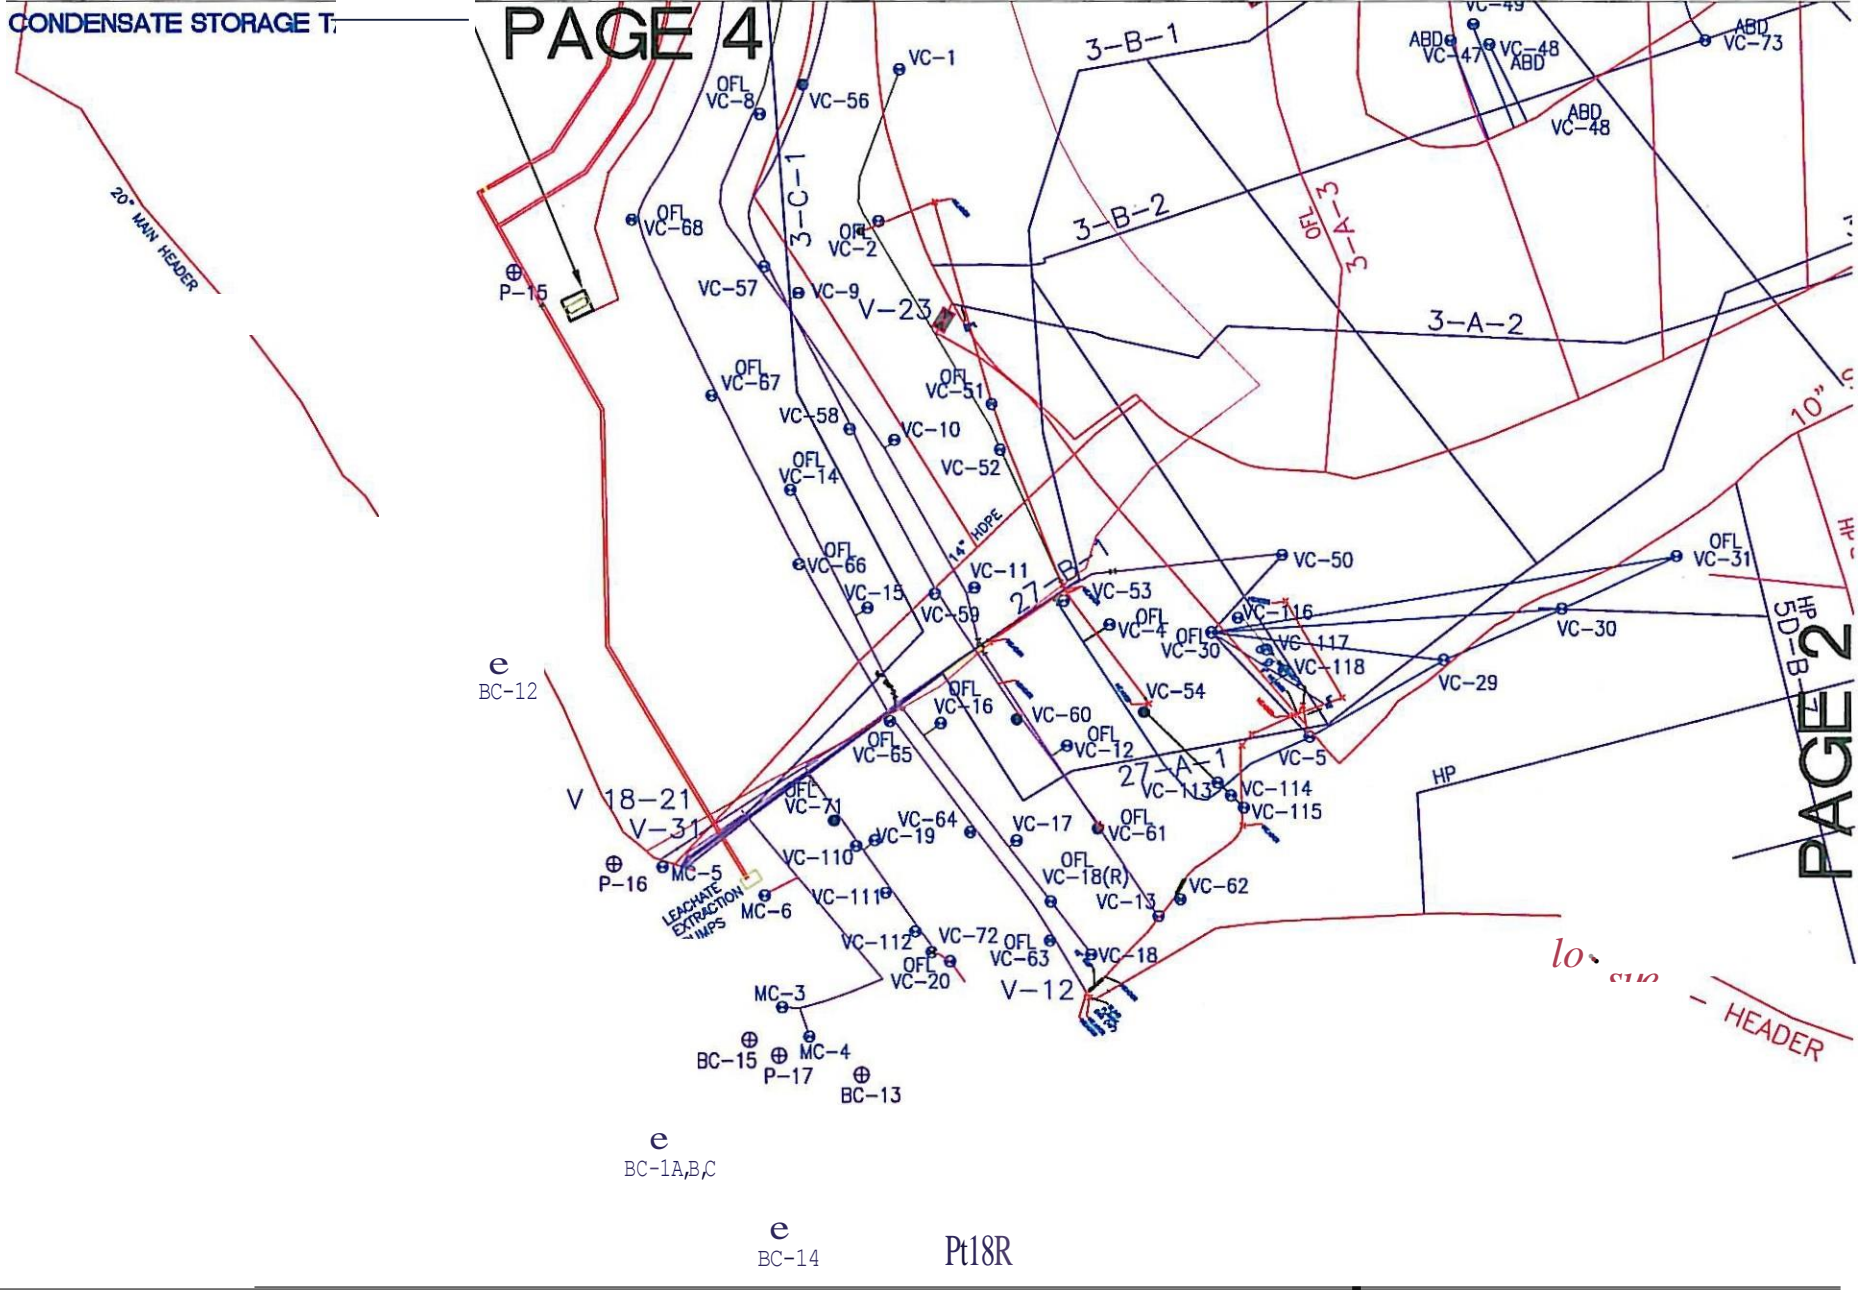 CONDENSATE STORAGE T
PAGE 4
VC-49
ABD
VC-47
VC-48
ABD
ABD
VC-73
3-B-1
VC-1
OFL
VC-8
VC-56
ABD
VC-48
3-C-1
20" MAIN HEADER
OFL
VC-68
OFL
VC-2
3-B-2
OFL
3-A-3
3-A-3
P-15
VC-57
VC-9
V-23
3-A-2
OFL
VC-67
OFL
VC-51
VC-58
VC-10
10"
OFL
VC-14
VC-52
14" HDPE
OFL
VC-66
VC-11
27-B-1
VC-50
OFL
VC-31
VC-15
VC-59
VC-53
OFL
VC-4
VC-116
OFL
VC-30
VC-117
VC-118
VC-30
HP
5D-B-7
PAGE 2
e
BC-12
VC-29
VC-54
OFL
VC-16
VC-60
OFL
VC-65
OFL
VC-12
VC-5
27-A-1
HP
V 18-21
V-31
OFL
VC-71
VC-113
VC-114
VC-115
VC-64
VC-17
OFL
VC-61
VC-19
VC-110
P-16
MC-5
OFL
VC-18(R)
LEACHATE
EXTRACTION
UMPS
MC-6
VC-111
VC-13
VC-62
VC-112
VC-72
OFL
VC-63
VC-18
OFL
VC-20
V-12
lo
MC-3
HEADER
BC-15
P-17
MC-4
BC-13
e
BC-1A,B,C
e
BC-14
Pt18R